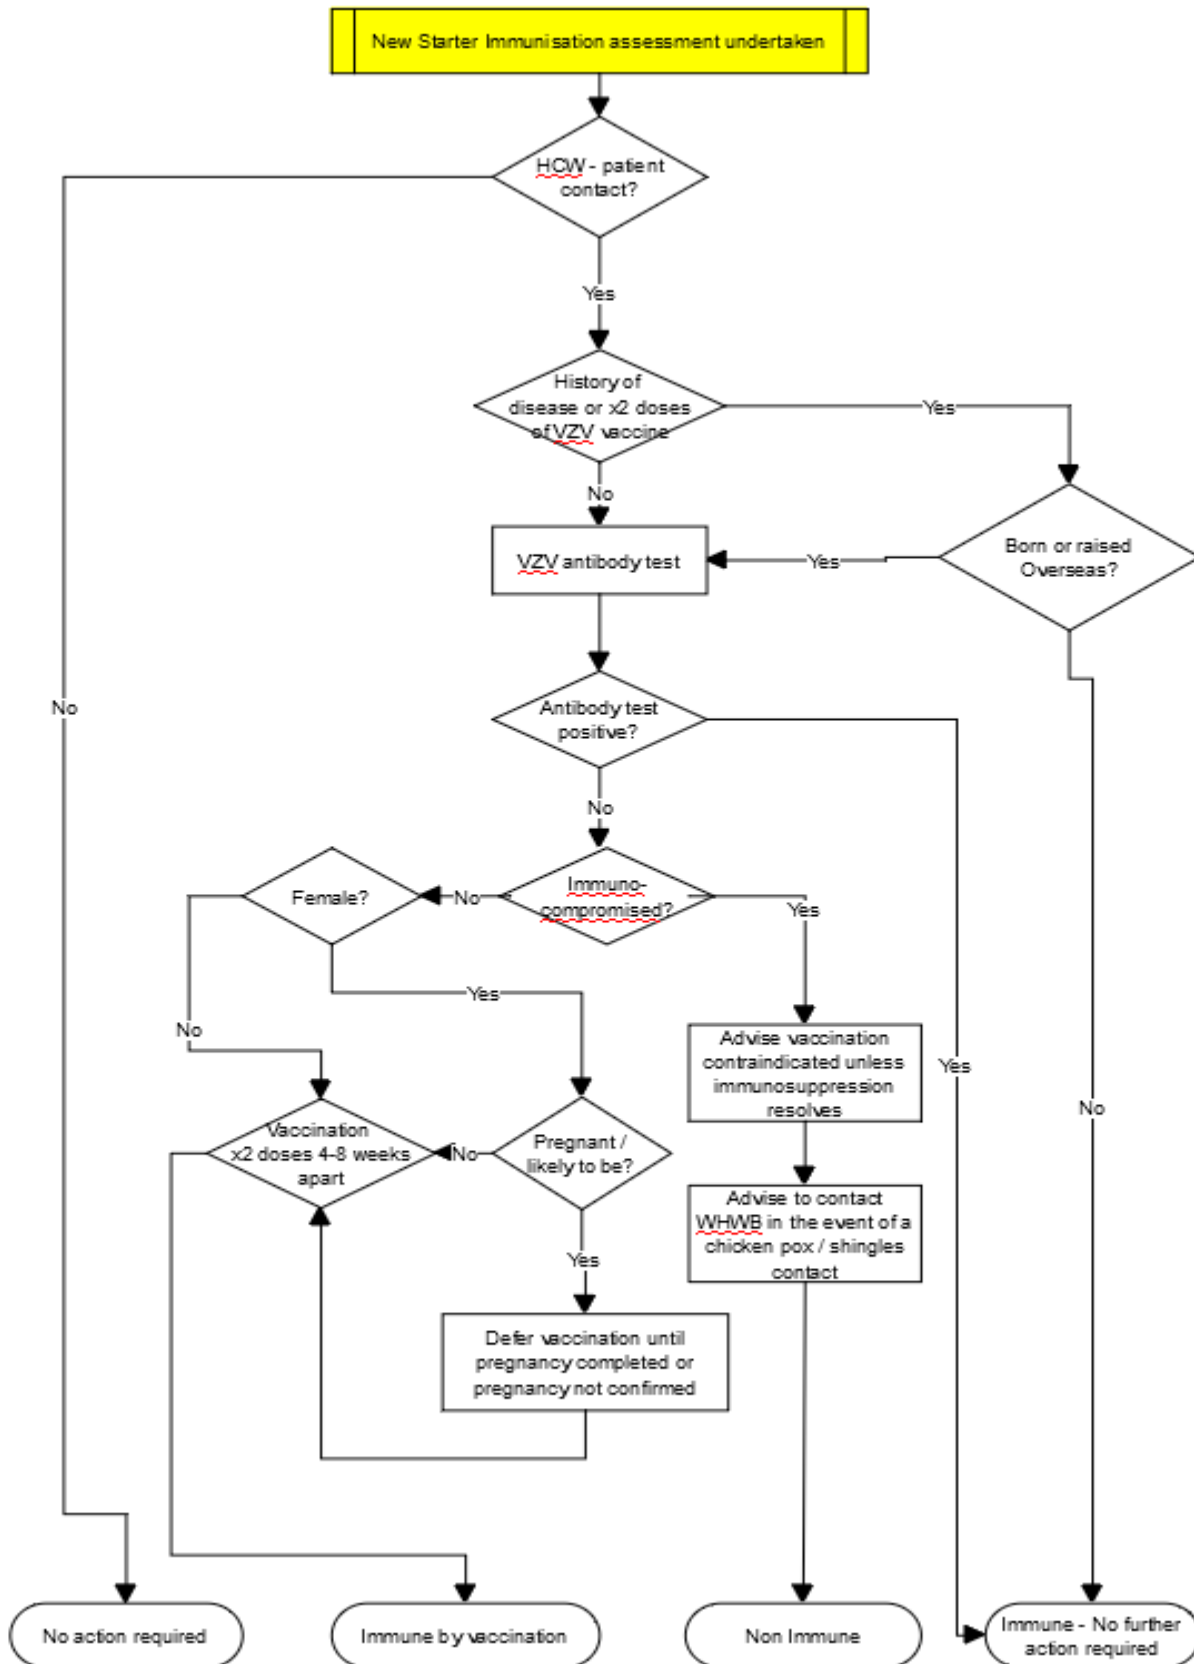 New Starter Immunisation assessment undertaken
HCW - patient
contact?
Yes
History of
disease or x2 doses
of VZV vaccine
Yes
No
VZV antibody test
Yes
Born or raised
Overseas?
No
Antibody test
positive?
No
Female?
No
Immuno-
compromised?
Yes
Yes
No
Advise vaccination
contraindicated unless
immunosuppression
resolves
Yes
No
Vaccination
x2 doses 4-8 weeks
apart
No
Pregnant /
likely to be?
Advise to contact
WHWB in the event of a
chicken pox / shingles
contact
Yes
Defer vaccination until
pregnancy completed or
pregnancy not confirmed
No action required
Immune by vaccination
Non Immune
Immune - No further
action required